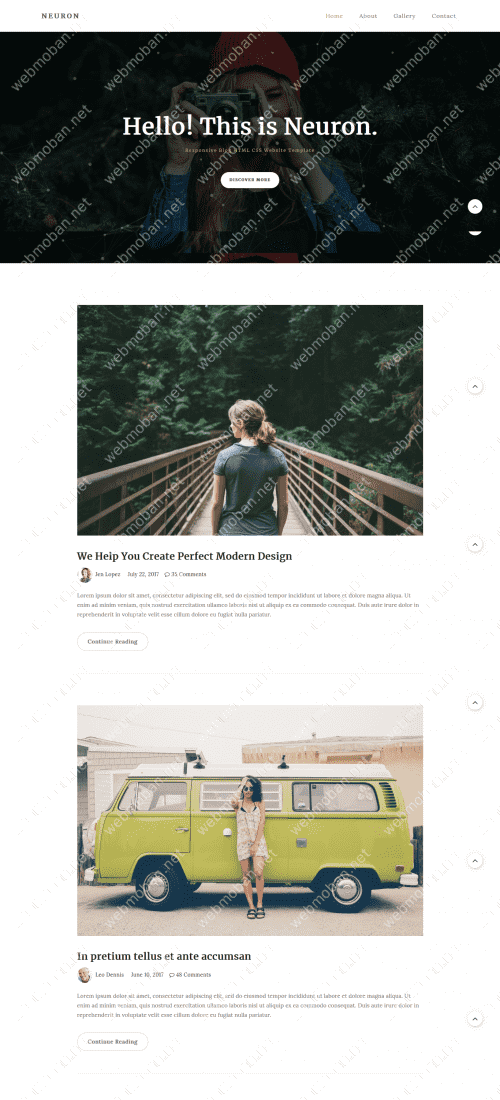 NEURON
Home About Gallery Contact
Hello! This is Neuron.
Responsive Blog HTML CSS Website Template
DISCOVER MORE
We Help You Create Perfect Modern Design
Jen Lopez July 22, 2017 35 Comments
Lorem ipsum dolor sit amet, consectetur adipiscing elit, sed do eiusmod tempor incididunt ut labore et dolore magna aliqua. Ut
enim ad minim veniam, quis nostrud exercitation ullamco laboris nisi ut aliquip ex ea commodo consequat. Duis aute irure dolor in
reprehenderit in voluptate velit esse cillum dolore eu fugiat nulla pariatur.
Continue Reading
In pretium tellus et ante accumsan
Leo Dennis June 10, 2017 48 Comments
Lorem ipsum dolor sit amet, consectetur adipiscing elit, sed do eiusmod tempor incididunt ut labore et dolore magna aliqua. Ut
enim ad minim veniam, quis nostrud exercitation ullamco laboris nisi ut aliquip ex ea commodo consequat. Duis aute irure dolor in
reprehenderit in voluptate velit esse cillum dolore eu fugiat nulla pariatur.
Continue Reading
webmoban.net